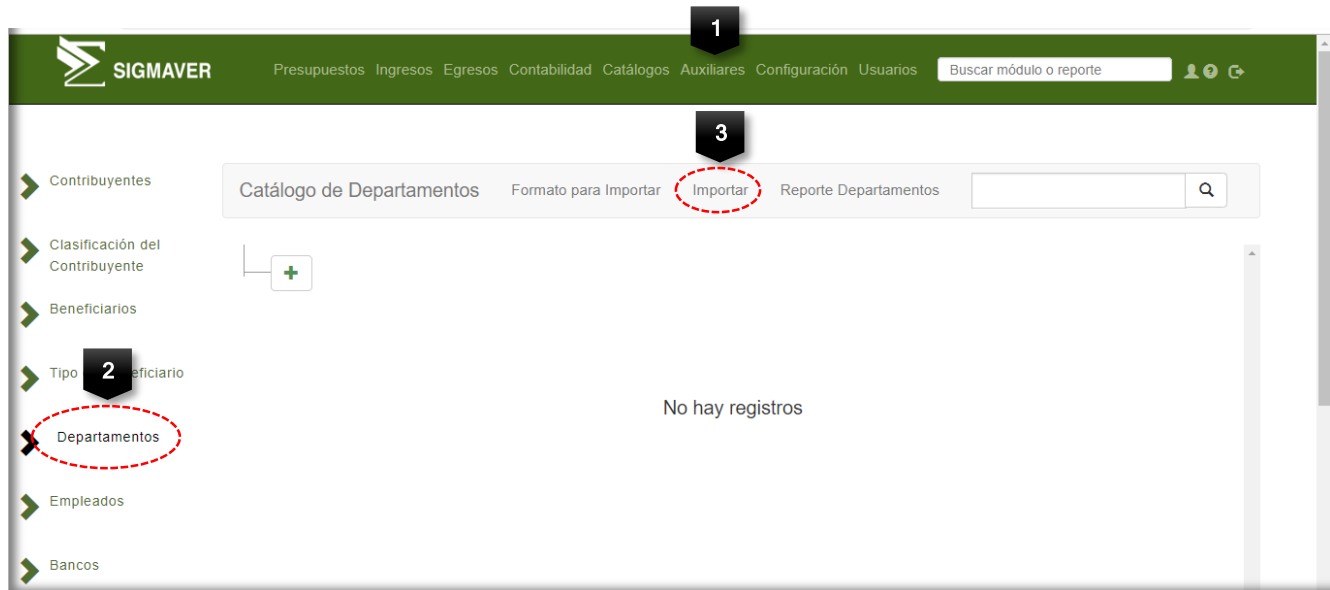 1
SIGMAVER
Presupuestos Ingresos Egresos Contabilidad Catálogos Auxiliares Configuración Usuarios
Buscar módulo o reporte
3
Catálogo de Departamentos Formato para Importar Importar Reporte Departamentos
Contribuyentes
Clasificación del
Contribuyente
Beneficiarios
Tipo eficiario
2
Departamentos
Empleados
Bancos
No hay registros